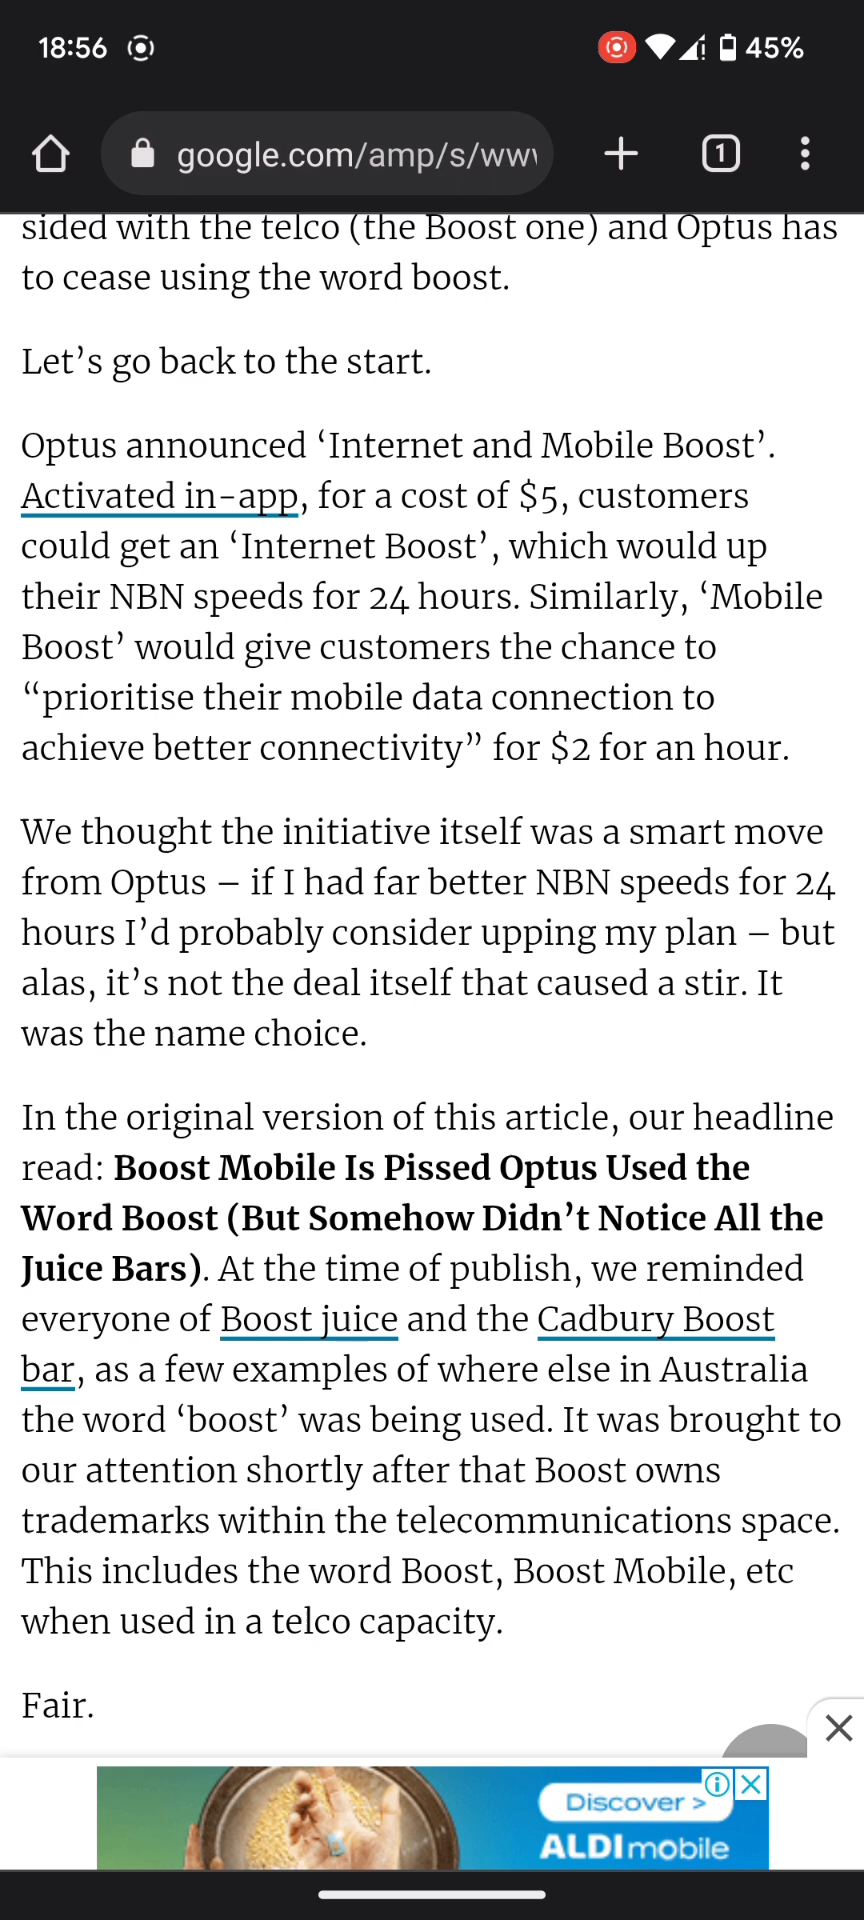 18:56
45%
google.com/amp/s/www
1
sided with the telco (the Boost one) and Optus has
to cease using the word boost.
Let’s go back to the start.
Optus announced ‘Internet and Mobile Boost’.
Activated in-app, for a cost of $5, customers
could get an ‘Internet Boost’, which would up
their NBN speeds for 24 hours. Similarly, ‘Mobile
Boost’ would give customers the chance to
“prioritise their mobile data connection to
achieve better connectivity” for $2 for an hour.
We thought the initiative itself was a smart move
from Optus – if I had far better NBN speeds for 24
hours I’d probably consider upping my plan – but
alas, it’s not the deal itself that caused a stir. It
was the name choice.
In the original version of this article, our headline
read: Boost Mobile Is Pissed Optus Used the
Word Boost (But Somehow Didn’t Notice All the
Juice Bars). At the time of publish, we reminded
everyone of Boost juice and the Cadbury Boost
bar, as a few examples of where else in Australia
the word ‘boost’ was being used. It was brought to
our attention shortly after that Boost owns
trademarks within the telecommunications space.
This includes the word Boost, Boost Mobile, etc
when used in a telco capacity.
Fair.
Discover >
ALDImobile